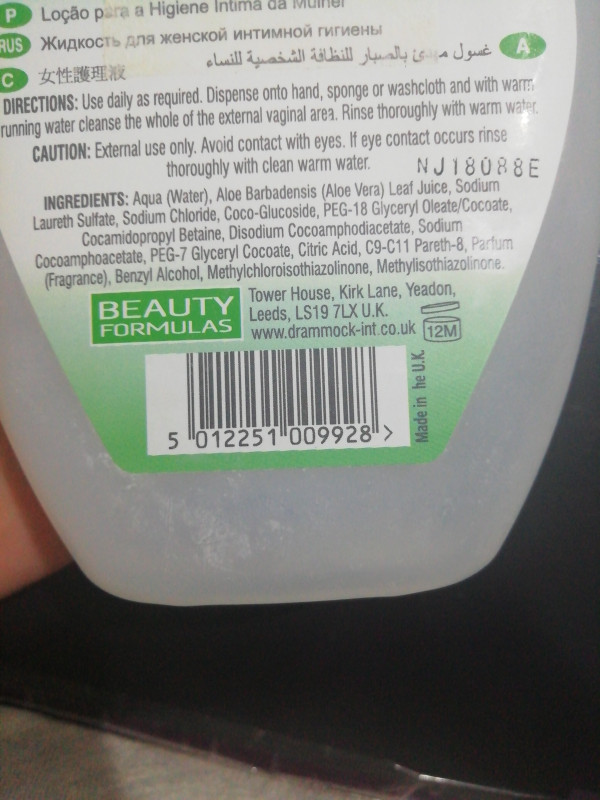 P Loção para a Higiene Íntima da Mulher
RUS Жидкость для женской интимной гигиены
غسول مهدئ بالصبار للنظافة الشخصية للنساء A
C 女性護理液
DIRECTIONS: Use daily as required. Dispense onto hand, sponge or washcloth and with warm
running water cleanse the whole of the external vaginal area. Rinse thoroughly with warm water.
CAUTION: External use only. Avoid contact with eyes. If eye contact occurs rinse
thoroughly with clean warm water.
NJ18088E
INGREDIENTS: Aqua (Water), Aloe Barbadensis (Aloe Vera) Leaf Juice, Sodium
Laureth Sulfate, Sodium Chloride, Coco-Glucoside, PEG-18 Glyceryl Oleate/Cocoate,
Cocamidopropyl Betaine, Disodium Cocoamphodiacetate, Sodium
Cocoamphoacetate, PEG-7 Glyceryl Cocoate, Citric Acid, C9-C11 Pareth-8, Parfum
(Fragrance), Benzyl Alcohol, Methylchloroisothiazolinone, Methylisothiazolinone.
BEAUTY
FORMULAS
Tower House, Kirk Lane, Yeadon,
Leeds, LS19 7LX U.K.
www.drammock-int.co.uk
12M
Made in he U.K.
5 012251 009928 >